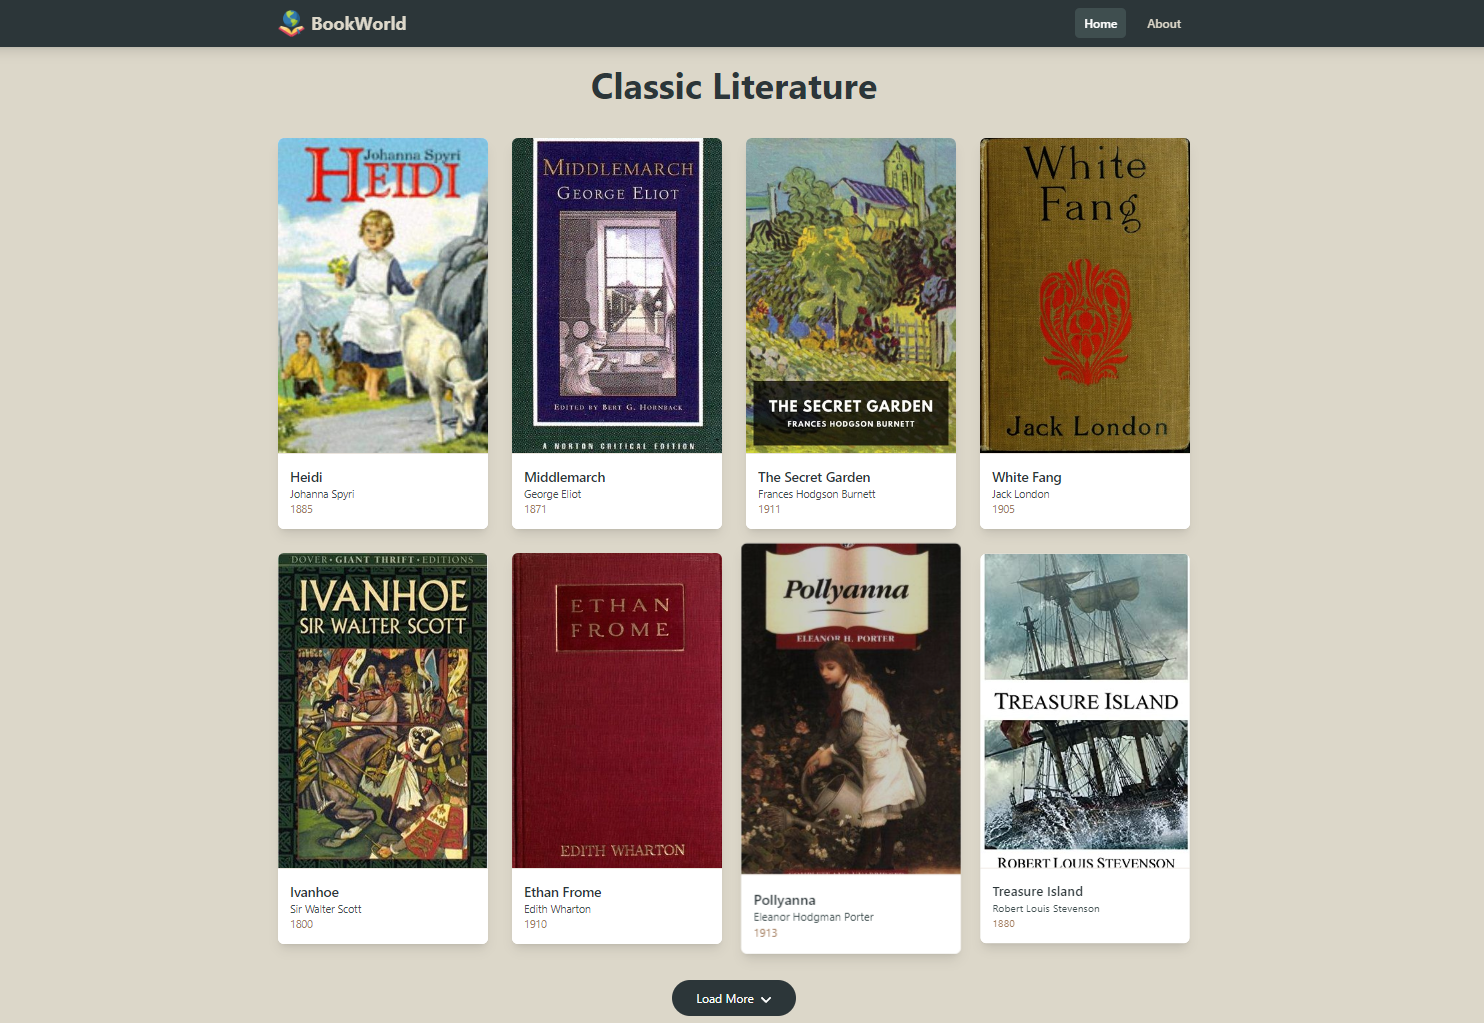 BookWorld
Home
About
Classic Literature
Johanna Spyri
HEIDI
MIDDLEMARCH
GEORGE ELIOT
EDITED BY BERT G. HORNBACK
A NORTON CRITICAL EDITION
THE SECRET GARDEN
FRANCES HODGSON BURNETT
White
Fang
Jack London
Heidi
Johanna Spyri
1885
Middlemarch
George Eliot
1871
The Secret Garden
Frances Hodgson Burnett
1911
White Fang
Jack London
1905
DOVER • GIANT THRIFT • EDITIONS
IVANHOE
SIR WALTER SCOTT
ETHAN
FROME
EDITH WHARTON
Pollyanna
ELEANOR H. PORTER
TREASURE ISLAND
ROBERT LOUIS STEVENSON
Ivanhoe
Sir Walter Scott
1800
Ethan Frome
Edith Wharton
1910
Pollyanna
Eleanor Hodgman Porter
1913
Treasure Island
Robert Louis Stevenson
1880
Load More